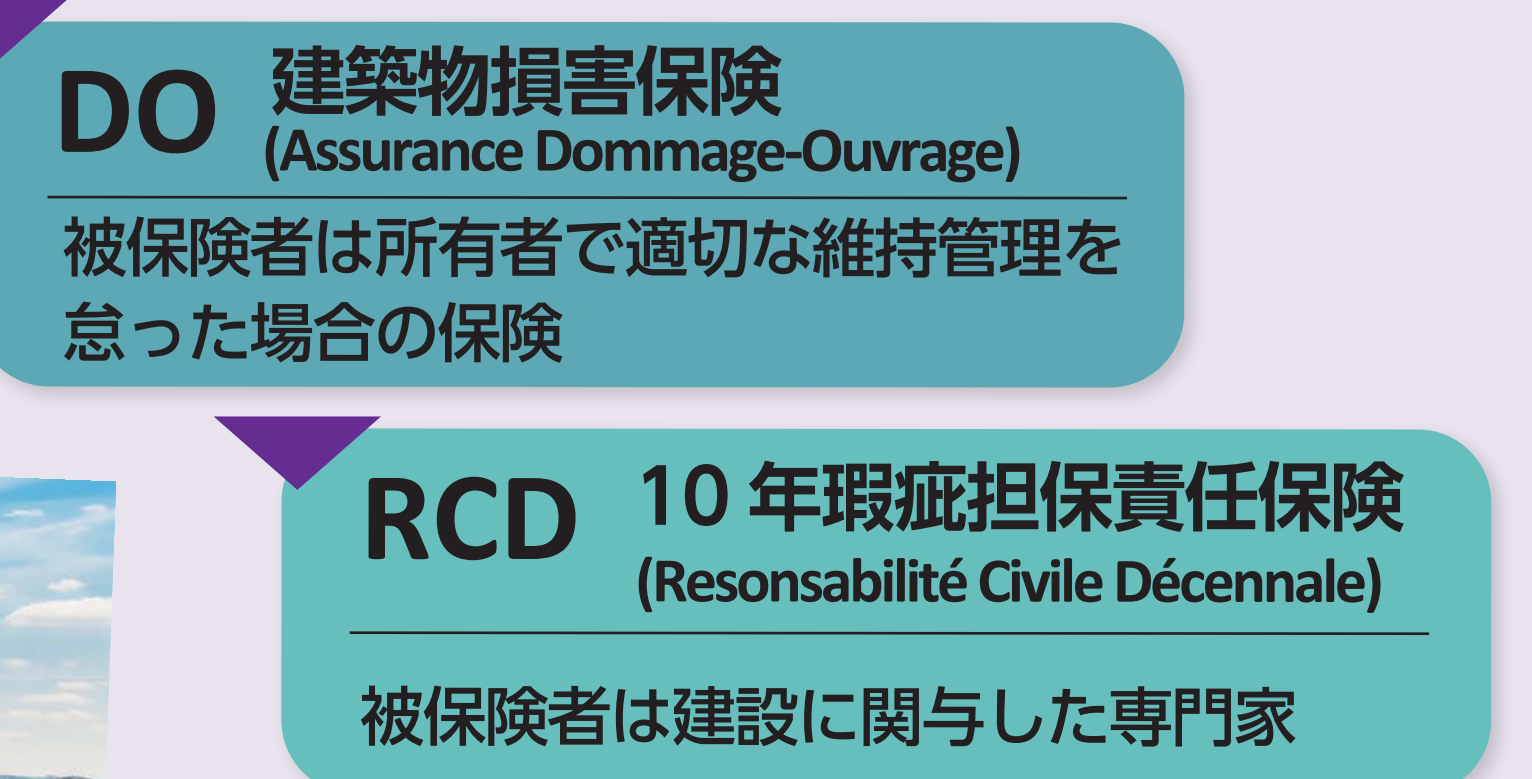 DO 建築物損害保険
(Assurance Dommage-Ouvrage)
被保険者は所有者で適切な維持管理を
怠った場合の保険
RCD 10 年瑕疵担保責任保険
(Resonsabilité Civile Décennale)
被保険者は建設に関与した専門家